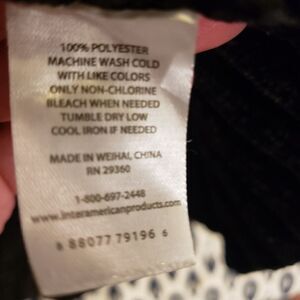 100% POLYESTER
MACHINE WASH COLD
WITH LIKE COLORS
ONLY NON-CHLORINE
BLEACH WHEN NEEDED
TUMBLE DRY LOW
COOL IRON IF NEEDED
MADE IN WEIHAI, CHINA
RN 29360
1-800-697-2448
www.interamericanproducts.com
8 88077 79196 6